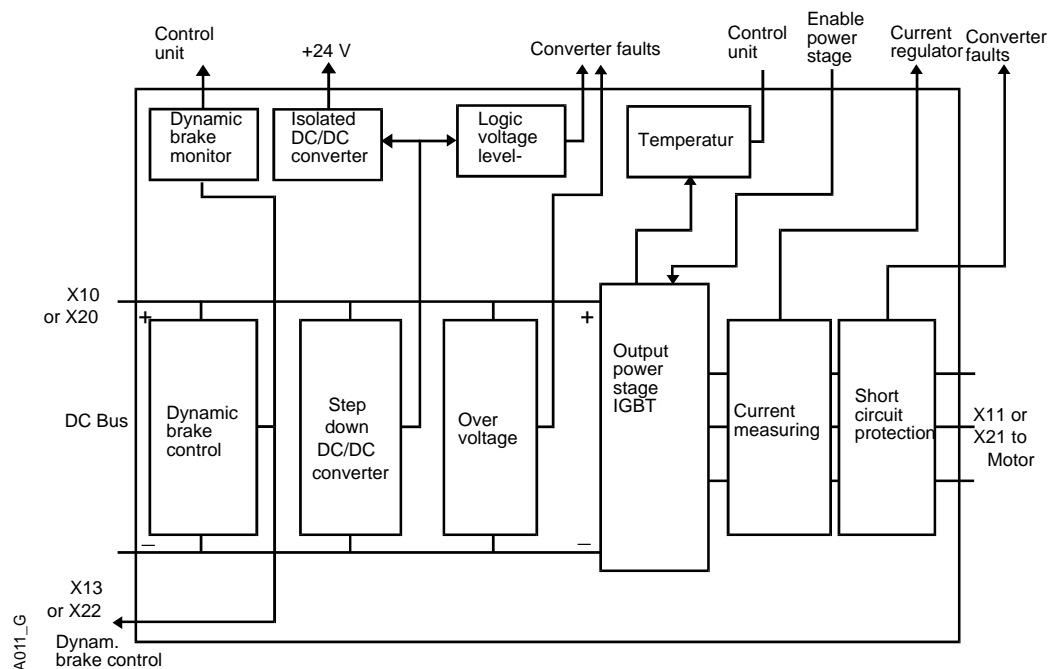 Control
unit
+24 V
Converter faults
Control
unit
Enable
power
stage
Current
regulator
Converter
faults
Dynamic
brake
monitor
Isolated
DC/DC
converter
Logic
voltage
level-
Temperatur
X10
or X20
+
+
DC Bus
Dynamic
brake
control
Step
down
DC/DC
converter
Over
voltage
Output
power
stage
IGBT
Current
measuring
Short
circuit
protection
X11 or
X21 to
Motor
–
–
X13
or X22
Dynam.
brake control
A011_G